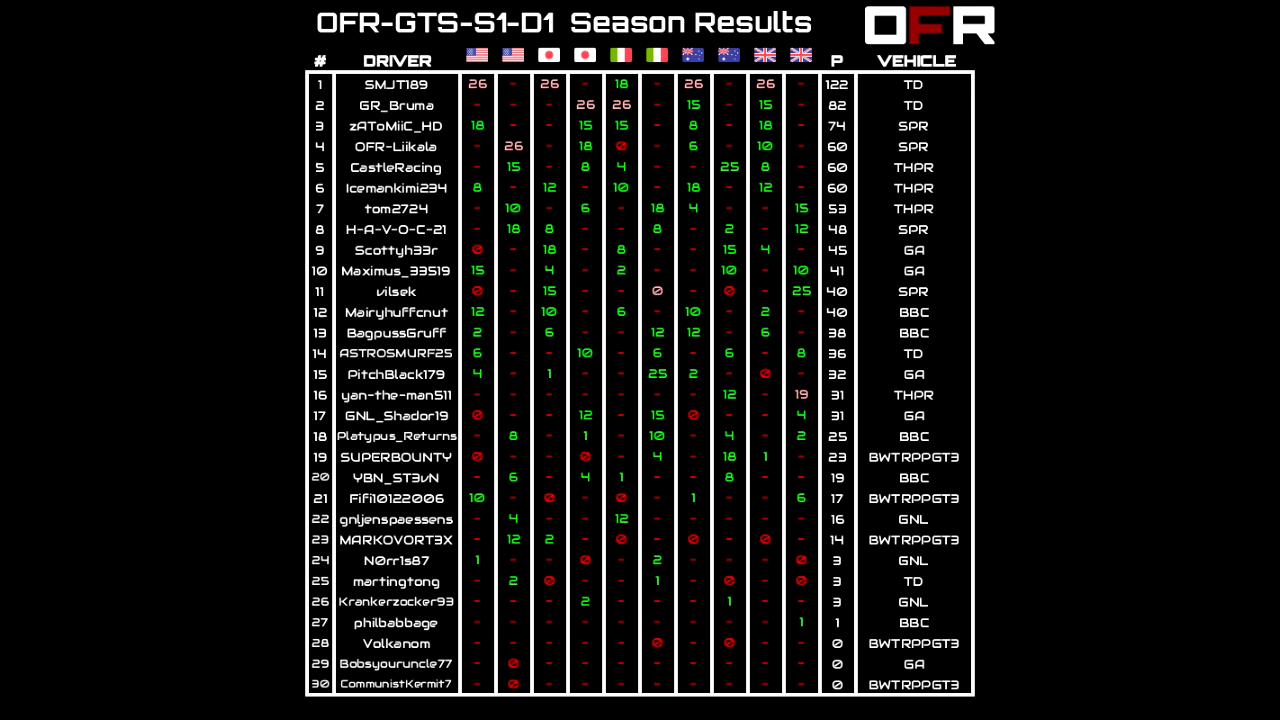 OFR-GTS-S1-D1 Season Results OFR
# DRIVER P VEHICLE
1 SMJT189 26 - 26 - 18 - 26 - 26 - 122 TD
2 GR_Bruma - - - 26 26 - 15 - 15 - 82 TD
3 zAToMiiC_HD 18 - - 15 15 - 8 - 18 - 74 SPR
4 OFR-Liikala - 26 - 18 0 - 6 - 10 - 60 SPR
5 CastleRacing - 15 - 8 4 - - 25 8 - 60 THPR
6 Icemankimi234 8 - 12 - 10 - 18 - 12 - 60 THPR
7 tom2724 - 10 - 6 - 18 4 - - 15 53 THPR
8 H-A-V-O-C-21 - 18 8 - - 8 - 2 - 12 48 SPR
9 Scottyh33r 0 - 18 - 8 - - 15 4 - 45 GA
10 Maximus_33519 15 - 4 - 2 - - 10 - 10 41 GA
11 vilsek 0 - 15 - - 0 - 0 - 25 40 SPR
12 Mairyhuffcnut 12 - 10 - 6 - 10 - 2 - 40 BBC
13 BagpussGruff 2 - 6 - - 12 12 - 6 - 38 BBC
14 ASTROSMURF25 6 - - 10 - 6 - 6 - 8 36 TD
15 PitchBlack179 4 - 1 - - 25 2 - 0 - 32 GA
16 yan-the-man511 - - - - - - - 12 - 19 31 THPR
17 GNL_Shador19 0 - - 12 - 15 0 - - 4 31 GA
18 Platypus_Returns - 8 - 1 - 10 - 4 - 2 25 BBC
19 SUPERBOUNTY 0 - - 0 - 4 - 18 1 - 23 BWTRPPGT3
20 YBN_ST3vN - 6 - 4 1 - - 8 - - 19 BBC
21 Fifi10122006 10 - 0 - 0 - 1 - - 6 17 BWTRPPGT3
22 gnljenspaessens - 4 - - 12 - - - - - 16 GNL
23 MARKOVORT3X - 12 2 - 0 - 0 - 0 - 14 BWTRPPGT3
24 N0rr1s87 1 - - 0 - 2 - - - 0 3 GNL
25 martingtong - 2 0 - - 1 - 0 - 0 3 TD
26 Krankerzocker93 - - - 2 - - - 1 - - 3 GNL
27 philbabbage - - - - - - - - - 1 1 BBC
28 Volkanom - - - - - 0 - 0 - - 0 BWTRPPGT3
29 Bobsyouruncle77 - 0 - - - - - - - - 0 GA
30 CommunistKermit7 - 0 - - - - - - - - 0 BWTRPPGT3